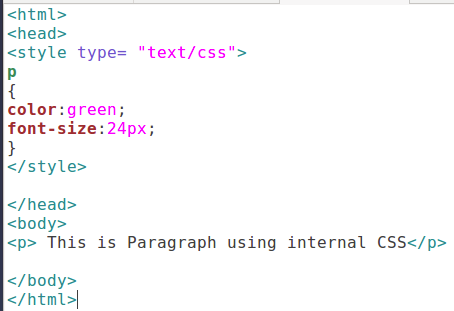 <html>
<head>
<style type= "text/css">
p
{
color:green;
font-size:24px;
}
</style>
</head>
<body>
<p> This is Paragraph using internal CSS</p>
</body>
</html>